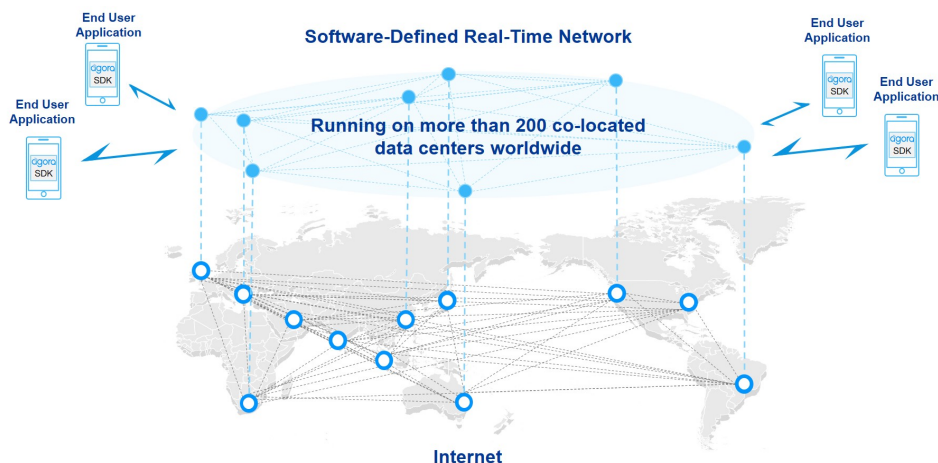 End User
Application
agora
SDK
End User
Application
agora
SDK
Software-Defined Real-Time Network
End User
Application
agora
SDK
End User
Application
agora
SDK
Running on more than 200 co-located
data centers worldwide
Internet